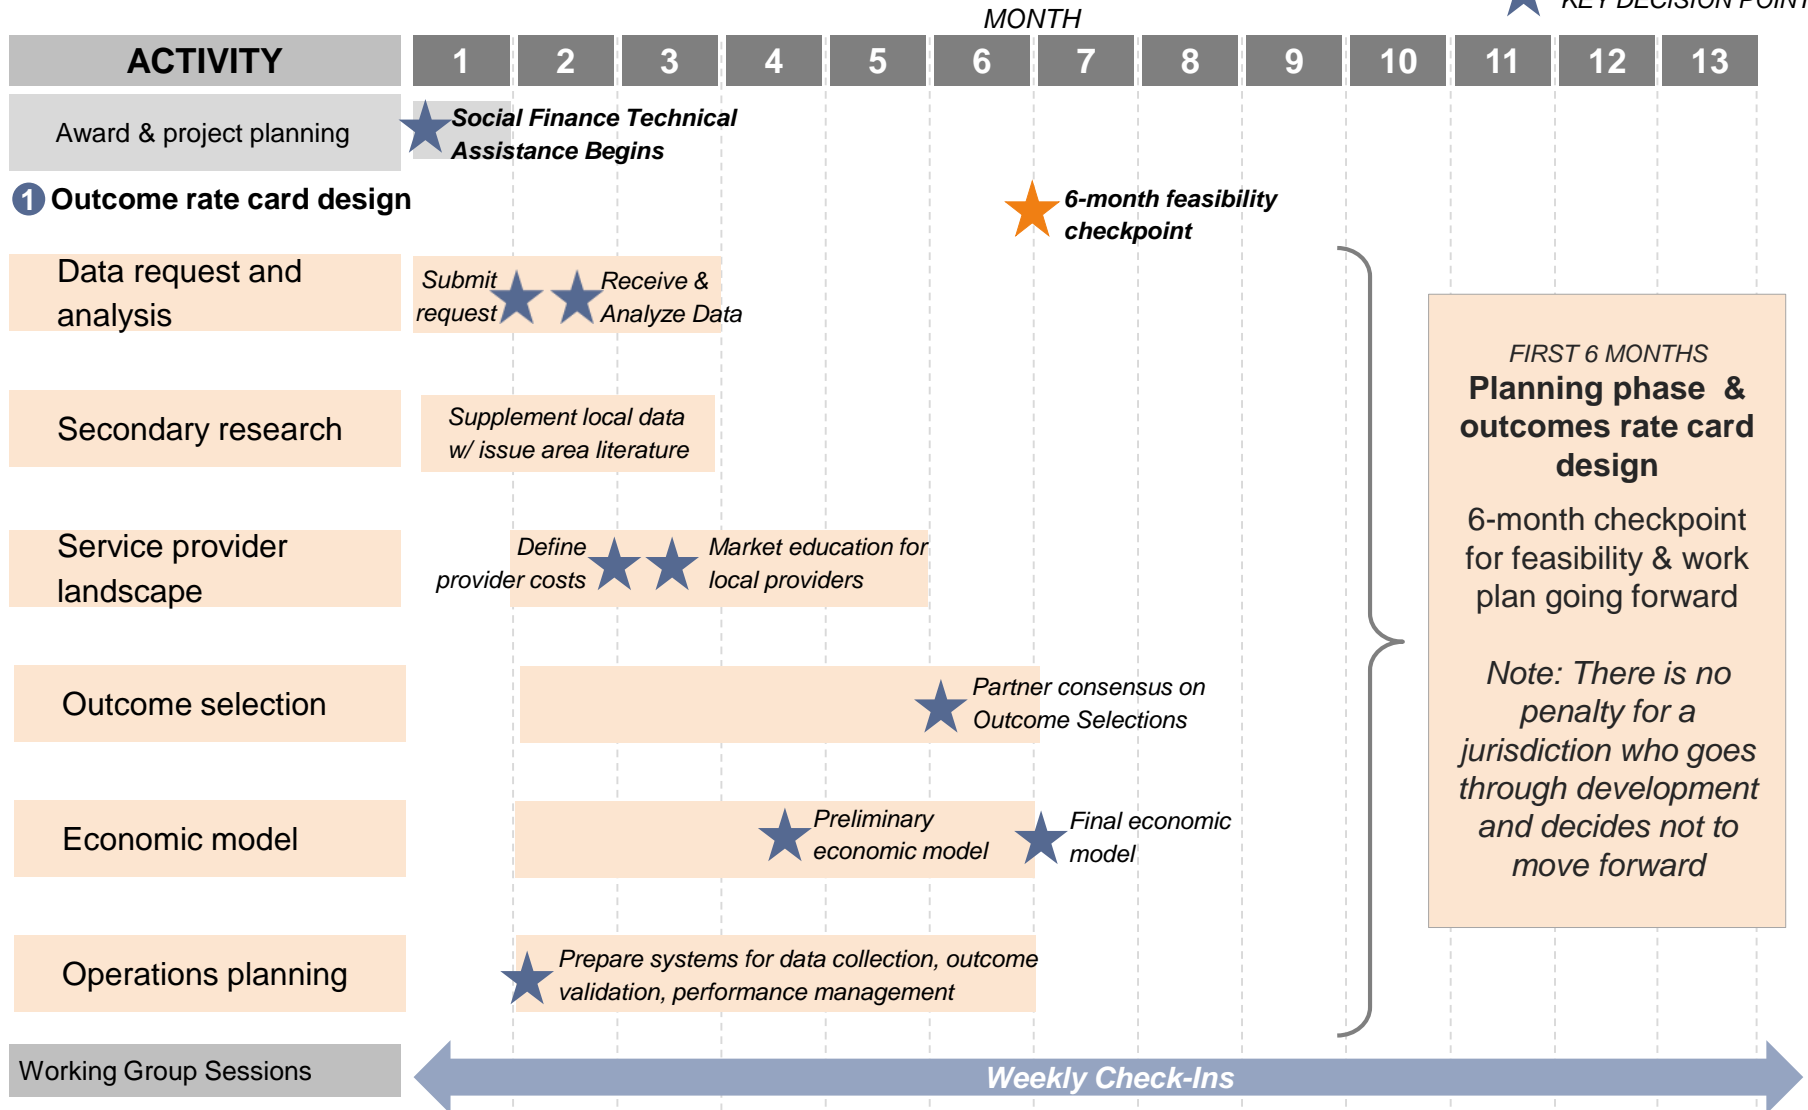 KEY DECISION POINT
MONTH
ACTIVITY
1 2 3 4 5 6 7 8 9 10 11 12 13
Award & project planning
Social Finance Technical
Assistance Begins
1 Outcome rate card design
6-month feasibility
checkpoint
Data request and
analysis
Submit
request
Receive &
Analyze Data
Secondary research
Supplement local data
w/ issue area literature
Service provider
landscape
Define
provider costs
Market education for
local providers
Outcome selection
Partner consensus on
Outcome Selections
Economic model
Preliminary
economic model
Final economic
model
Operations planning
Prepare systems for data collection, outcome
validation, performance management
FIRST 6 MONTHS
Planning phase &
outcomes rate card
design
6-month checkpoint
for feasibility & work
plan going forward
Note: There is no
penalty for a
jurisdiction who goes
through development
and decides not to
move forward
Working Group Sessions
Weekly Check-Ins